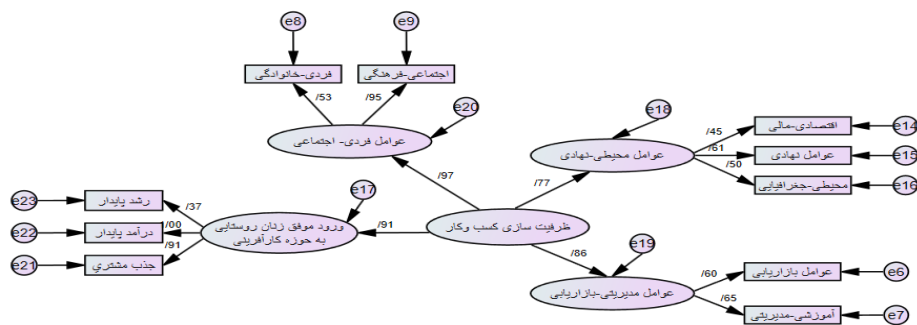 e8
e9
فردی-خانوادگی
اجتماعی-فرهنگی
/53
/95
e20
عوامل فردی- اجتماعی
e18
عوامل محیطی-نهادی
/45
/61
/50
اقتصادی-مالی
e14
عوامل نهادی
e15
محیطی-جغرافیایی
e16
/97
/77
e23
رشد پایدار
/37
e17
e22
درآمد پایدار
1/00
ورود موفق زنان روستایی
به حوزه کارآفرینی
/91
ظرفیت سازی کسب وکار
e21
جذب مشتري
/91
/86
e19
عوامل مدیریتی-بازاریابی
/60
/65
عوامل بازاریابی
e6
آموزشی-مدیریتی
e7